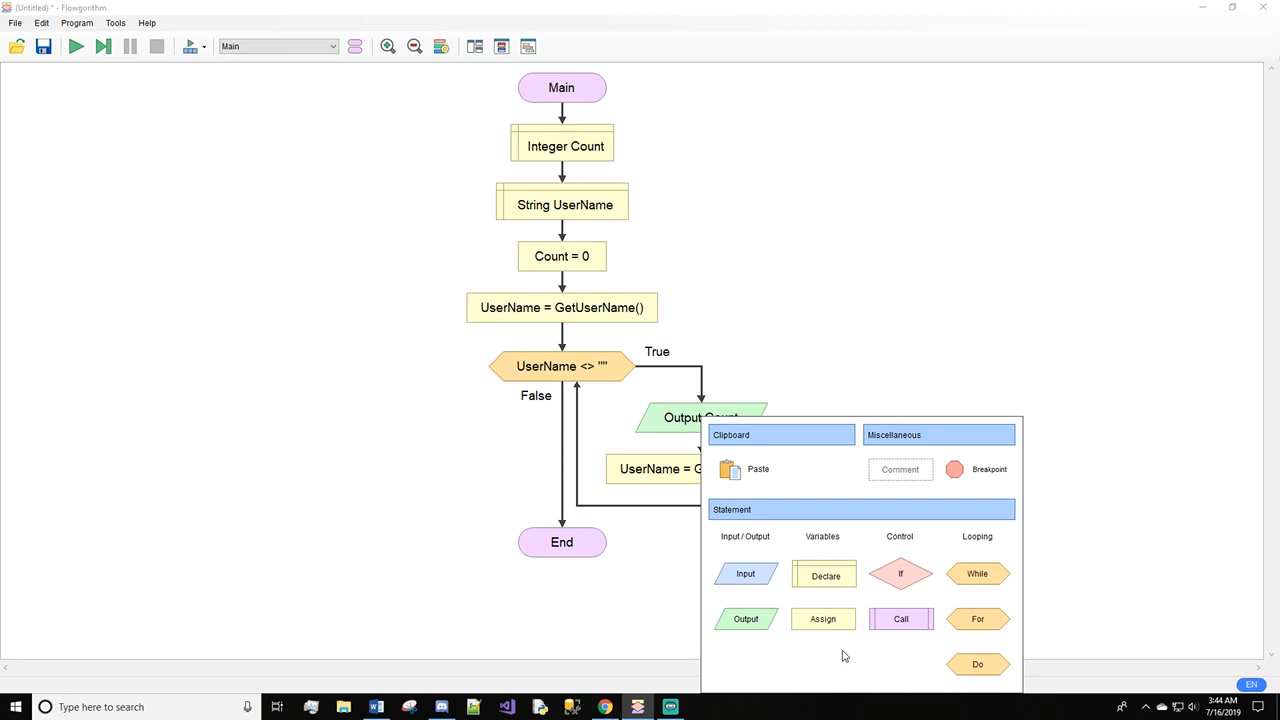 (Untitled) * - Flowgorithm
File Edit Program Tools Help
Main
Main
Integer Count
String UserName
Count = 0
UserName = GetUserName()
UserName <> ""
True
False
Output Count
UserName = G
End
Clipboard Miscellaneous
Paste Comment Breakpoint
Statement
Input / Output Variables Control Looping
Input Declare If While
Output Assign Call For
Do
EN
Type here to search
3:44 AM
7/16/2019